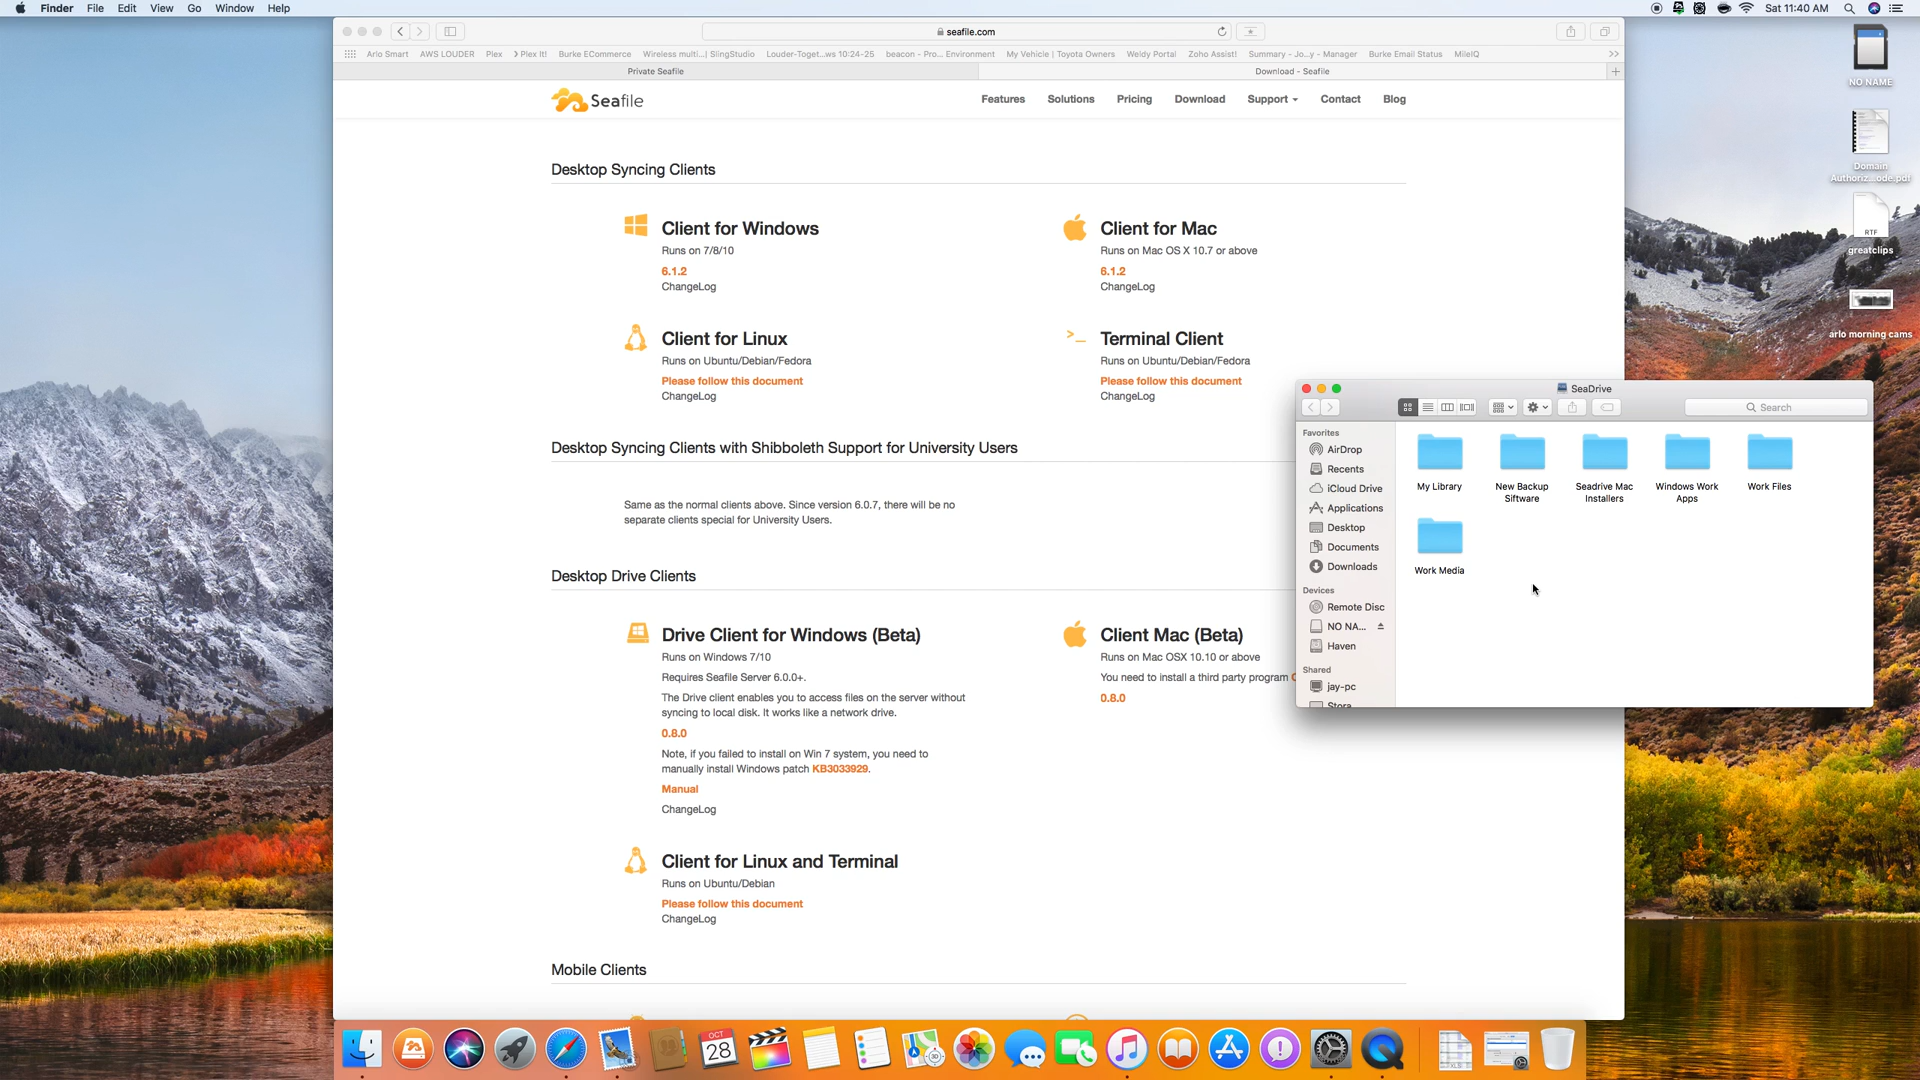 Finder File Edit View Go Window Help
Sat 11:40 AM
seafile.com
Arlo Smart AWS LOUDER Plex > Plex It! Burke ECommerce Wireless multi...| SlingStudio Louder-Toget...ws 10:24-25 beacon - Pro... Environment My Vehicle | Toyota Owners Weldy Portal Zoho Assist! Summary - Jo...y - Manager Burke Email Status MileIQ >>
Private Seafile
Download - Seafile
Seafile
Features Solutions Pricing Download Support Contact Blog
Desktop Syncing Clients
Client for Windows
Runs on 7/8/10
6.1.2
ChangeLog
Client for Mac
Runs on Mac OS X 10.7 or above
6.1.2
ChangeLog
Client for Linux
Runs on Ubuntu/Debian/Fedora
Please follow this document
ChangeLog
>_
Terminal Client
Runs on Ubuntu/Debian/Fedora
Please follow this document
ChangeLog
Desktop Syncing Clients with Shibboleth Support for University Users
Same as the normal clients above. Since version 6.0.7, there will be no
separate clients special for University Users.
Desktop Drive Clients
Drive Client for Windows (Beta)
Runs on Windows 7/10
Requires Seafile Server 6.0.0+.
The Drive client enables you to access files on the server without
syncing to local disk. It works like a network drive.
0.8.0
Note, if you failed to install on Win 7 system, you need to
manually install Windows patch KB3033929.
Manual
ChangeLog
Client Mac (Beta)
Runs on Mac OSX 10.10 or above
You need to install a third party program
0.8.0
Client for Linux and Terminal
Runs on Ubuntu/Debian
Please follow this document
ChangeLog
Mobile Clients
SeaDrive
Search
Favorites
AirDrop
Recents
iCloud Drive
Applications
Desktop
Documents
Downloads
Devices
Remote Disc
NO NA...
Haven
Shared
jay-pc
Stora
My Library
New Backup
Siftware
Seadrive Mac
Installers
Windows Work
Apps
Work Files
Work Media
NO NAME
Domain
Authoriz...ode.pdf
RTF
greatclips
arlo morning cams
OCT
28
3D
XLS